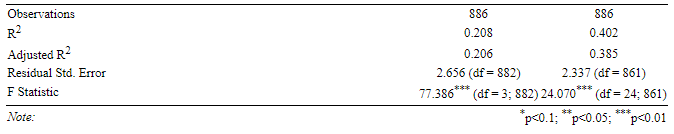 Observations 886 886
R2 0.208 0.402
Adjusted R2 0.206 0.385
Residual Std. Error 2.656 (df = 882) 2.337 (df = 861)
F Statistic 77.386*** (df = 3; 882) 24.070*** (df = 24; 861)
Note: *p<0.1; **p<0.05; ***p<0.01